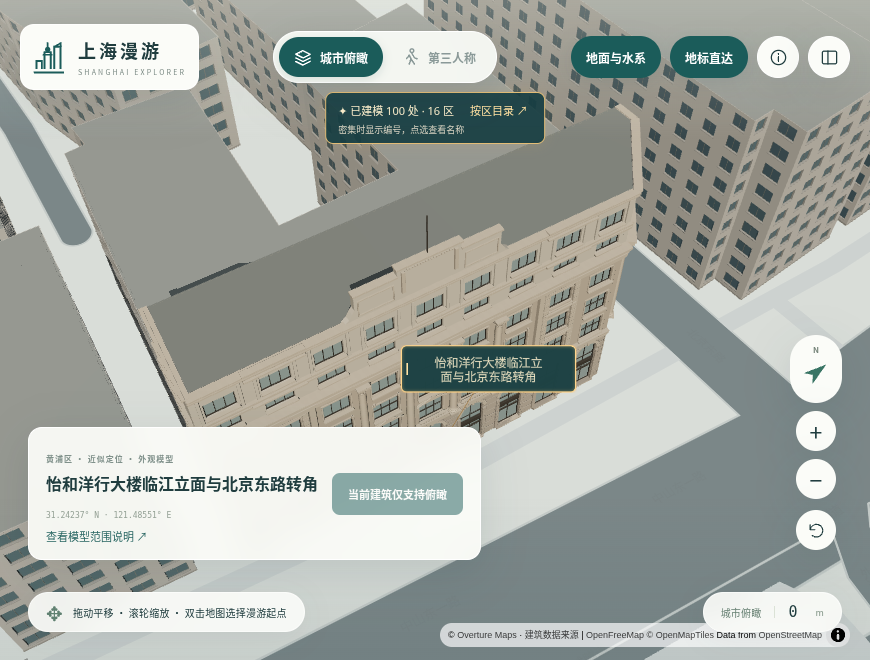 上海漫游
SHANGHAI EXPLORER
城市俯瞰
第三人称
地面与水系
地标直达
✦ 已建模 100 处 · 16 区 按区目录 ↗
密集时显示编号，点选查看名称
怡和洋行大楼临江立
面与北京东路转角
N
+
−
黄浦区 · 近似定位 · 外观模型
怡和洋行大楼临江立面与北京东路转角
31.24237° N · 121.48551° E
查看模型范围说明 ↗
当前建筑仅支持俯瞰
拖动平移 · 滚轮缩放 · 双击地图选择漫游起点
城市俯瞰 0 m
© Overture Maps · 建筑数据来源 | OpenFreeMap © OpenMapTiles Data from OpenStreetMap